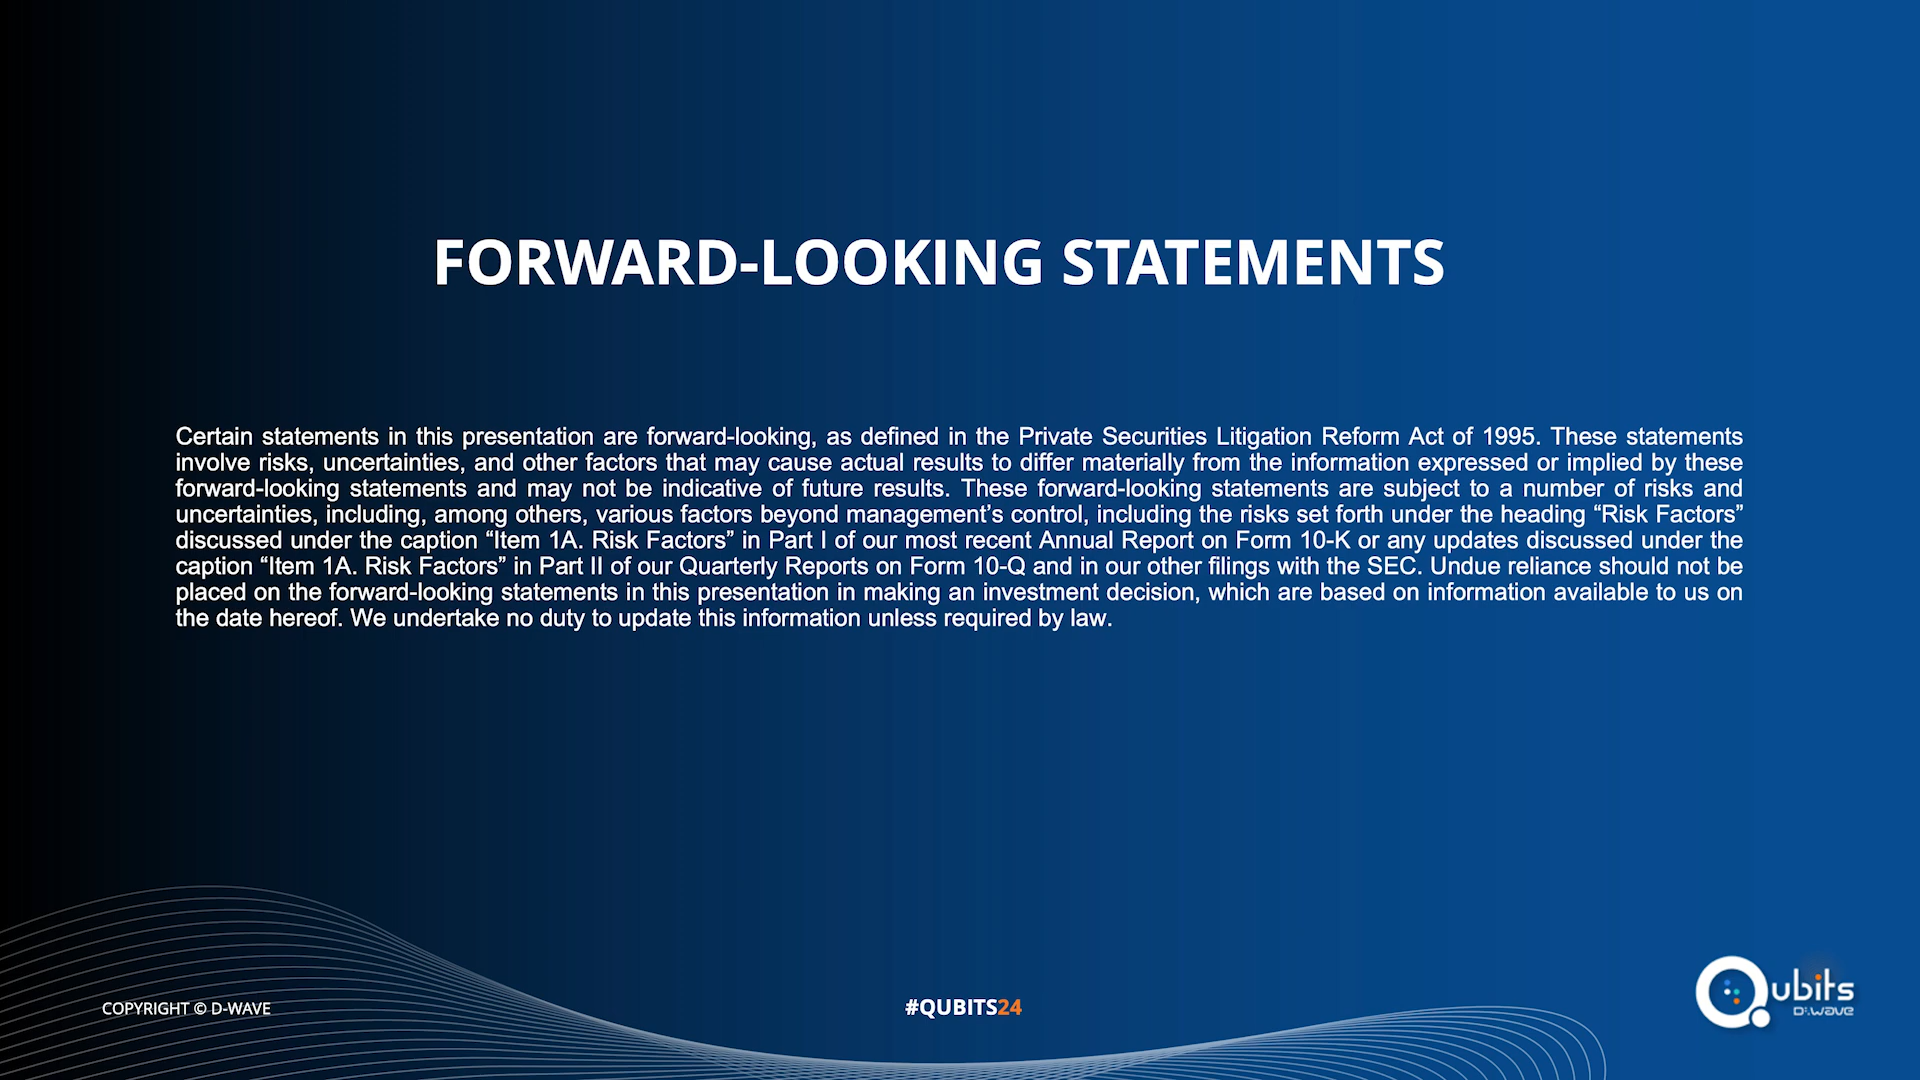 FORWARD-LOOKING STATEMENTS
Certain statements in this presentation are forward-looking, as defined in the Private Securities Litigation Reform Act of 1995. These statements
involve risks, uncertainties, and other factors that may cause actual results to differ materially from the information expressed or implied by these
forward-looking statements and may not be indicative of future results. These forward-looking statements are subject to a number of risks and
uncertainties, including, among others, various factors beyond management’s control, including the risks set forth under the heading “Risk Factors”
discussed under the caption “Item 1A. Risk Factors” in Part I of our most recent Annual Report on Form 10-K or any updates discussed under the
caption “Item 1A. Risk Factors” in Part II of our Quarterly Reports on Form 10-Q and in our other filings with the SEC. Undue reliance should not be
placed on the forward-looking statements in this presentation in making an investment decision, which are based on information available to us on
the date hereof. We undertake no duty to update this information unless required by law.
COPYRIGHT © D-WAVE
#QUBITS24
Qubits
D:wave